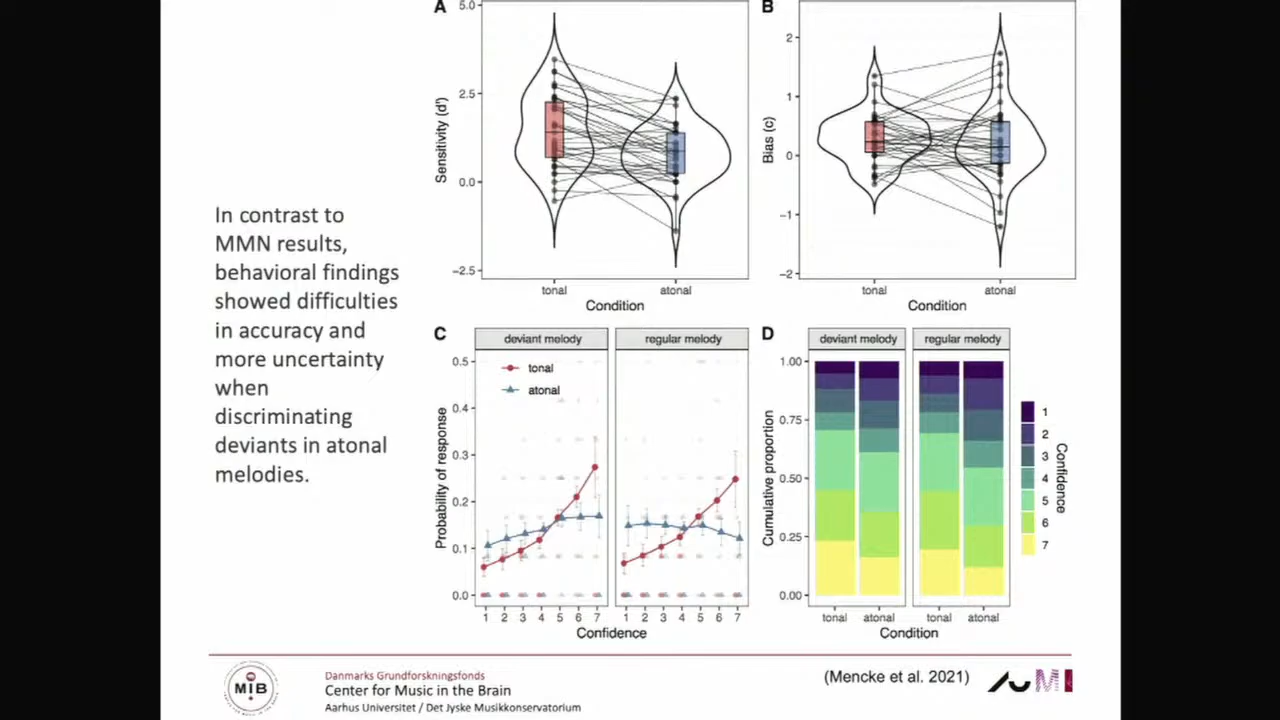 In contrast to
MMN results,
behavioral findings
showed difficulties
in accuracy and
more uncertainty
when
discriminating
deviants in atonal
melodies.
A
5.0
2.5
0.0
−2.5
Sensitivity (d')
tonal
atonal
Condition
B
2
1
0
−1
−2
Bias (c)
tonal
atonal
Condition
C
deviant melody
regular melody
tonal
atonal
0.5
0.4
0.3
0.2
0.1
0.0
Probability of response
1 2 3 4 5 6 7
1 2 3 4 5 6 7
Confidence
D
deviant melody
regular melody
1.00
0.75
0.50
0.25
0.00
Cumulative proportion
tonal atonal
tonal atonal
Condition
1
2
3
4
5
6
7
Confidence
MIB
Danmarks Grundforskningsfonds
Center for Music in the Brain
Aarhus Universitet / Det Jyske Musikkonservatorium
(Mencke et al. 2021)